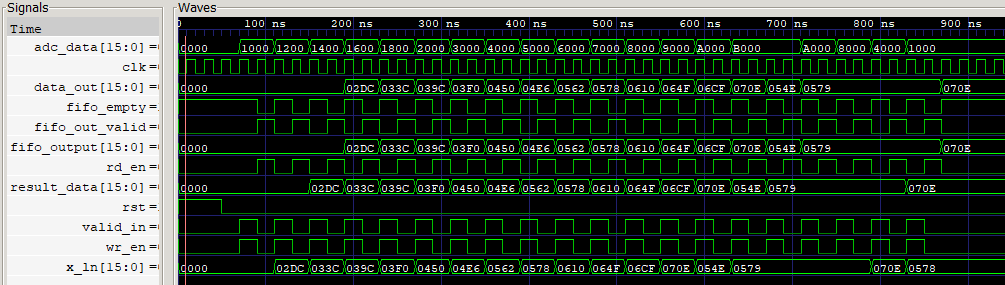 Signals
Waves
Time
0 100 ns 200 ns 300 ns 400 ns 500 ns 600 ns 700 ns 800 ns 900 ns
adc_data[15:0] = 0000 1000 1200 1400 1600 1800 2000 3000 4000 5000 6000 7000 8000 9000 A000 B000 A000 8000 4000 1000
clk =
data_out[15:0] = 0000 02DC 033C 039C 03F0 0450 04E6 0562 0578 0610 064F 06CF 070E 054E 0579 070E
fifo_empty =
fifo_out_valid =
fifo_output[15:0] = 0000 02DC 033C 039C 03F0 0450 04E6 0562 0578 0610 064F 06CF 070E 054E 0579 070E
rd_en =
result_data[15:0] = 0000 02DC 033C 039C 03F0 0450 04E6 0562 0578 0610 064F 06CF 070E 054E 0579 070E
rst =
valid_in =
wr_en =
x_ln[15:0] = 0000 02DC 033C 039C 03F0 0450 04E6 0562 0578 0610 064F 06CF 070E 054E 0579 070E 0578